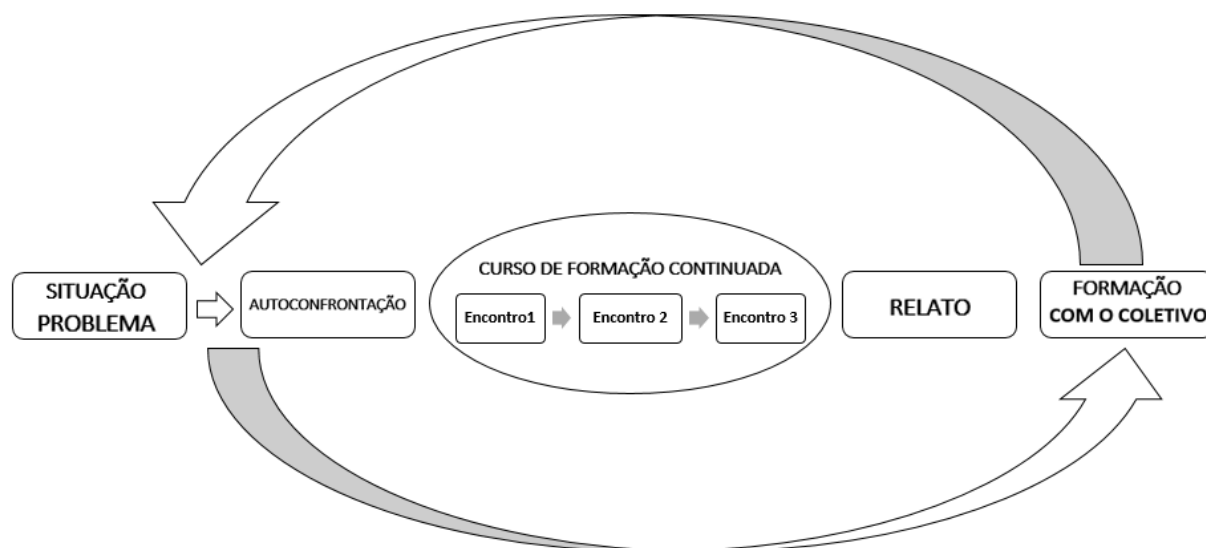 SITUAÇÃO
PROBLEMA
AUTOCONFRONTAÇÃO
CURSO DE FORMAÇÃO CONTINUADA
Encontro1
Encontro 2
Encontro 3
RELATO
FORMAÇÃO
COM O COLETIVO